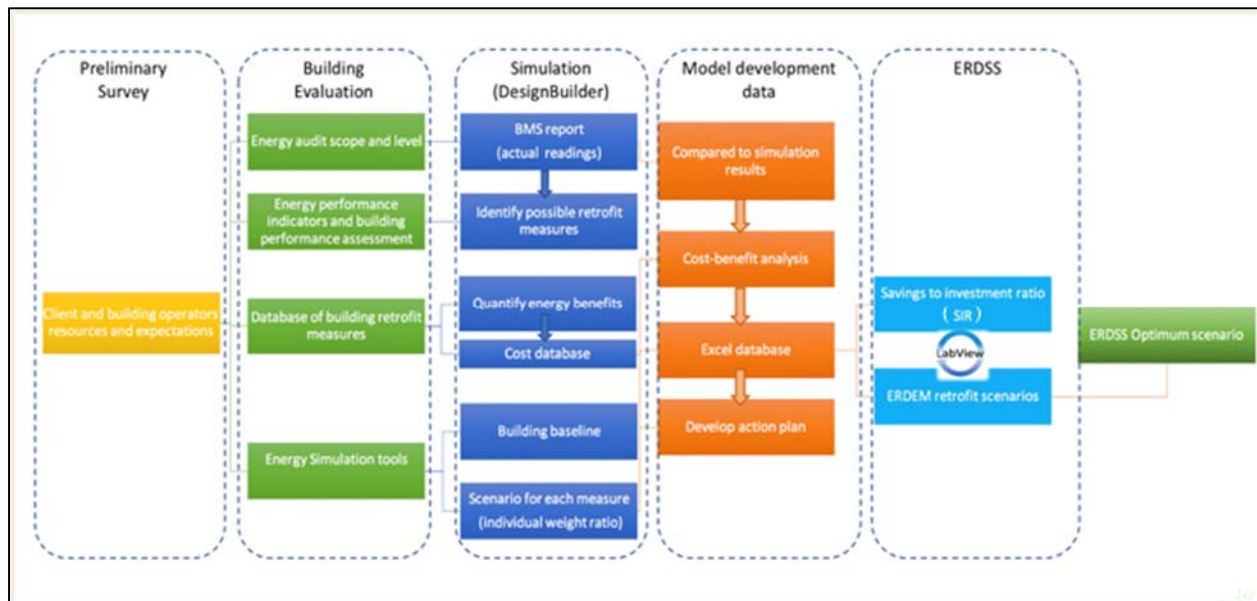 Preliminary
Survey
Building
Evaluation
Simulation
(DesignBuilder)
Model development
data
ERDSS
Client and building operators
resources and expectations
Energy audit scope and level
Energy performance
indicators and building
performance assessment
Database of building retrofit
measures
Energy Simulation tools
BMS report
(actual readings)
Identify possible retrofit
measures
Quantify energy benefits
Cost database
Building baseline
Scenario for each measure
(individual weight ratio)
Compared to simulation
results
Cost-benefit analysis
Excel database
Develop action plan
Savings to investment ratio
( SIR )
LabView
ERDEM retrofit scenarios
ERDSS Optimum scenario